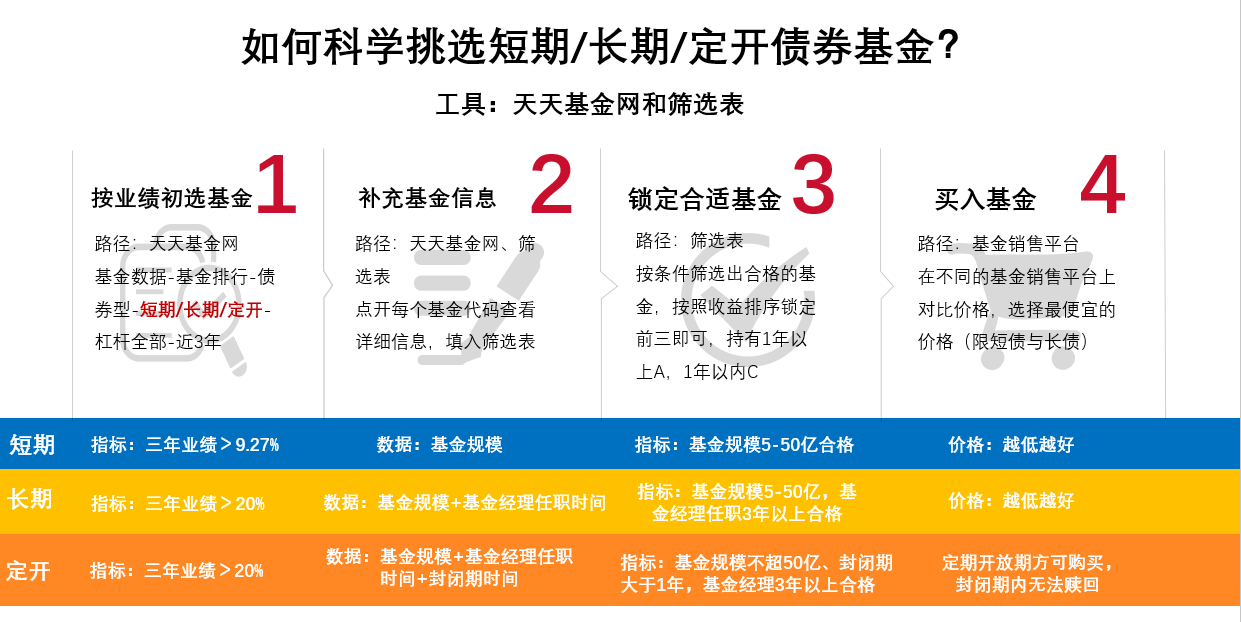 如何科学挑选短期/长期/定开债券基金？
工具：天天基金网和筛选表
按业绩初选基金 1
路径：天天基金网
基金数据-基金排行-债
券型-短期/长期/定开-
杠杆全部-近3年
补充基金信息 2
路径：天天基金网、筛
选表
点开每个基金代码查看
详细信息，填入筛选表
锁定合适基金 3
路径：筛选表
按条件筛选出合格的基
金，按照收益排序锁定
前三即可，持有1年以
上A，1年以内C
买入基金 4
路径：基金销售平台
在不同的基金销售平台上
对比价格，选择最便宜的
价格（限短债与长债）
短期
指标：三年业绩＞9.27%
数据：基金规模
指标：基金规模5-50亿合格
价格：越低越好
长期
指标：三年业绩＞20%
数据：基金规模+基金经理任职时间
指标：基金规模5-50亿，基
金经理任职3年以上合格
价格：越低越好
定开
指标：三年业绩＞20%
数据：基金规模+基金经理任职
时间+封闭期时间
指标：基金规模不超50亿、封闭期
大于1年，基金经理3年以上合格
定期开放期方可购买，
封闭期内无法赎回